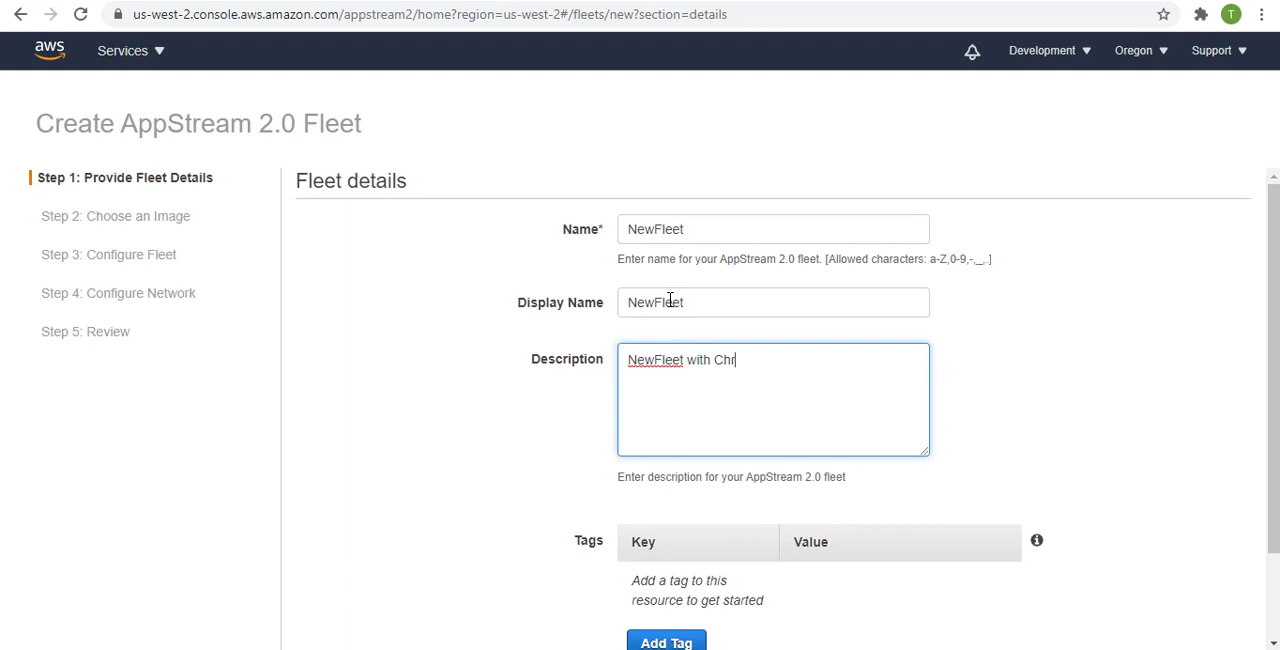 us-west-2.console.aws.amazon.com/appstream2/home?region=us-west-2#/fleets/new?section=details
T
aws
Services
Development
Oregon
Support
Create AppStream 2.0 Fleet
Step 1: Provide Fleet Details
Step 2: Choose an Image
Step 3: Configure Fleet
Step 4: Configure Network
Step 5: Review
Fleet details
Name*
NewFleet
Enter name for your AppStream 2.0 fleet. [Allowed characters: a-Z,0-9,-,_,.]
Display Name
NewFleet
Description
NewFleet with Chr
Enter description for your AppStream 2.0 fleet
Tags
Key
Value
Add a tag to this
resource to get started
Add Tag